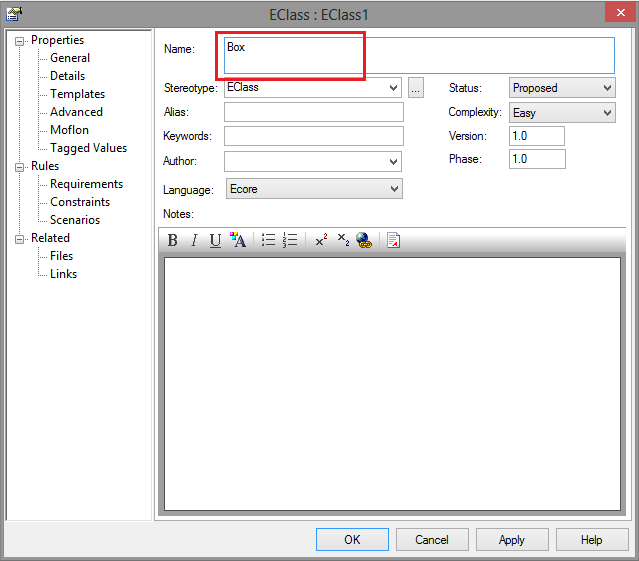 EClass : EClass1
Properties
General
Details
Templates
Advanced
Moflon
Tagged Values
Rules
Requirements
Constraints
Scenarios
Related
Files
Links
Name: Box
Stereotype: EClass ... Status: Proposed
Alias: Complexity: Easy
Keywords: Version: 1.0
Author: Phase: 1.0
Language: Ecore
Notes:
B I U A x2 x2
OK Cancel Apply Help